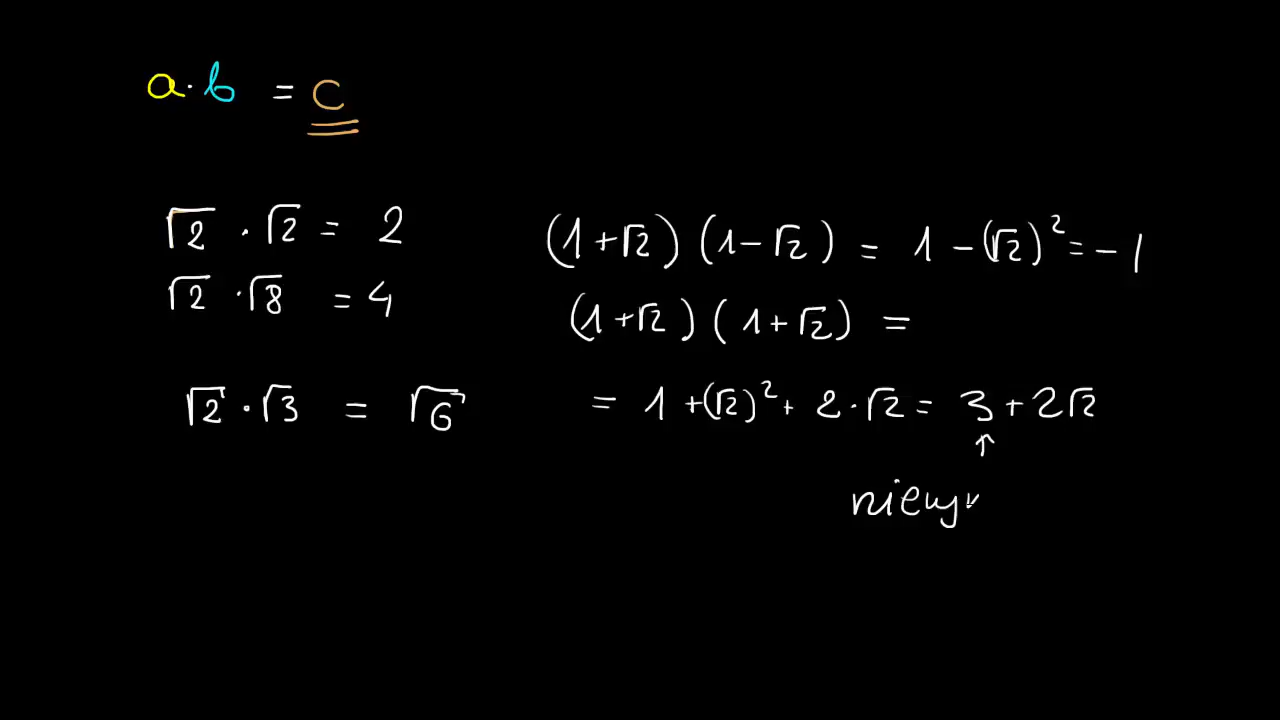 a·b = c
√2 · √2 = 2
√2 · √8 = 4
√2 · √3 = √6
(1+√2)(1−√2) = 1 − (√2)² = −1
(1+√2)(1+√2) =
= 1 + (√2)² + 2·√2 = 3 + 2√2
↑